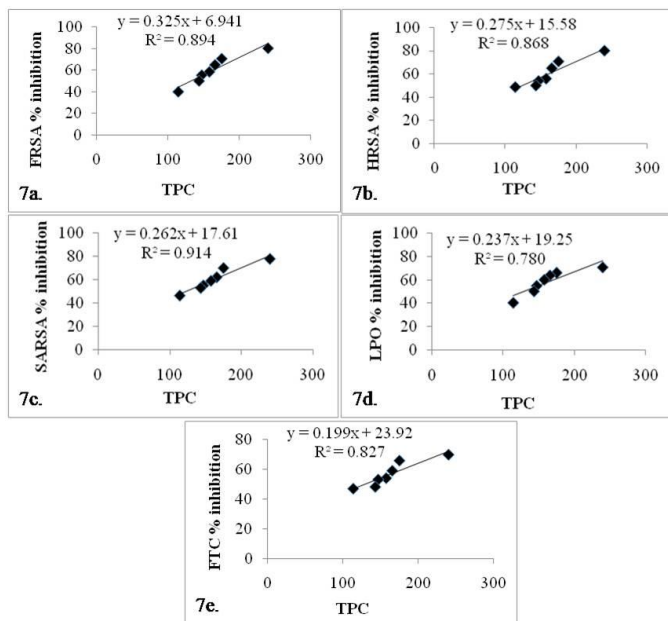 y = 0.325x + 6.941
R² = 0.894
FRSA % inhibition
100
80
60
40
20
0
0
100
200
300
TPC
7a.
y = 0.275x + 15.58
R² = 0.868
HRSA % inhibition
100
80
60
40
20
0
0
100
200
300
TPC
7b.
y = 0.262x + 17.61
R² = 0.914
SARSA % inhibition
100
80
60
40
20
0
0
100
200
300
TPC
7c.
y = 0.237x + 19.25
R² = 0.780
LPO % inhibition
100
80
60
40
20
0
0
100
200
300
TPC
7d.
y = 0.199x + 23.92
R² = 0.827
FTC % inhibition
80
60
40
20
0
0
100
200
300
TPC
7e.